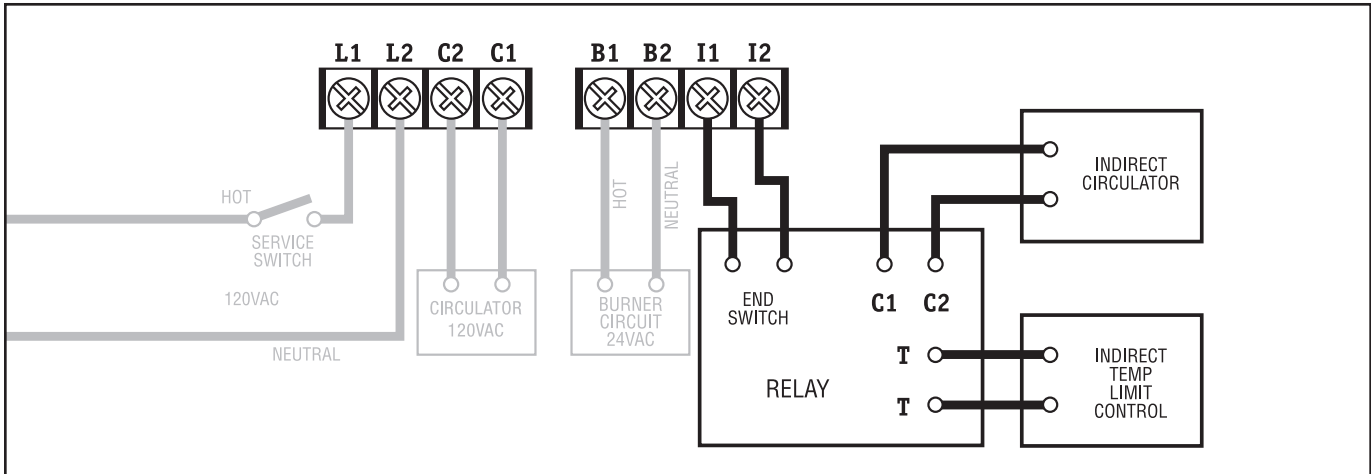 L1 L2 C2 C1 B1 B2 I1 I2
HOT
SERVICE
SWITCH
120VAC
NEUTRAL
CIRCULATOR
120VAC
HOT
NEUTRAL
BURNER
CIRCUIT
24VAC
END
SWITCH
C1 C2
T
T
RELAY
INDIRECT
CIRCULATOR
INDIRECT
TEMP
LIMIT
CONTROL